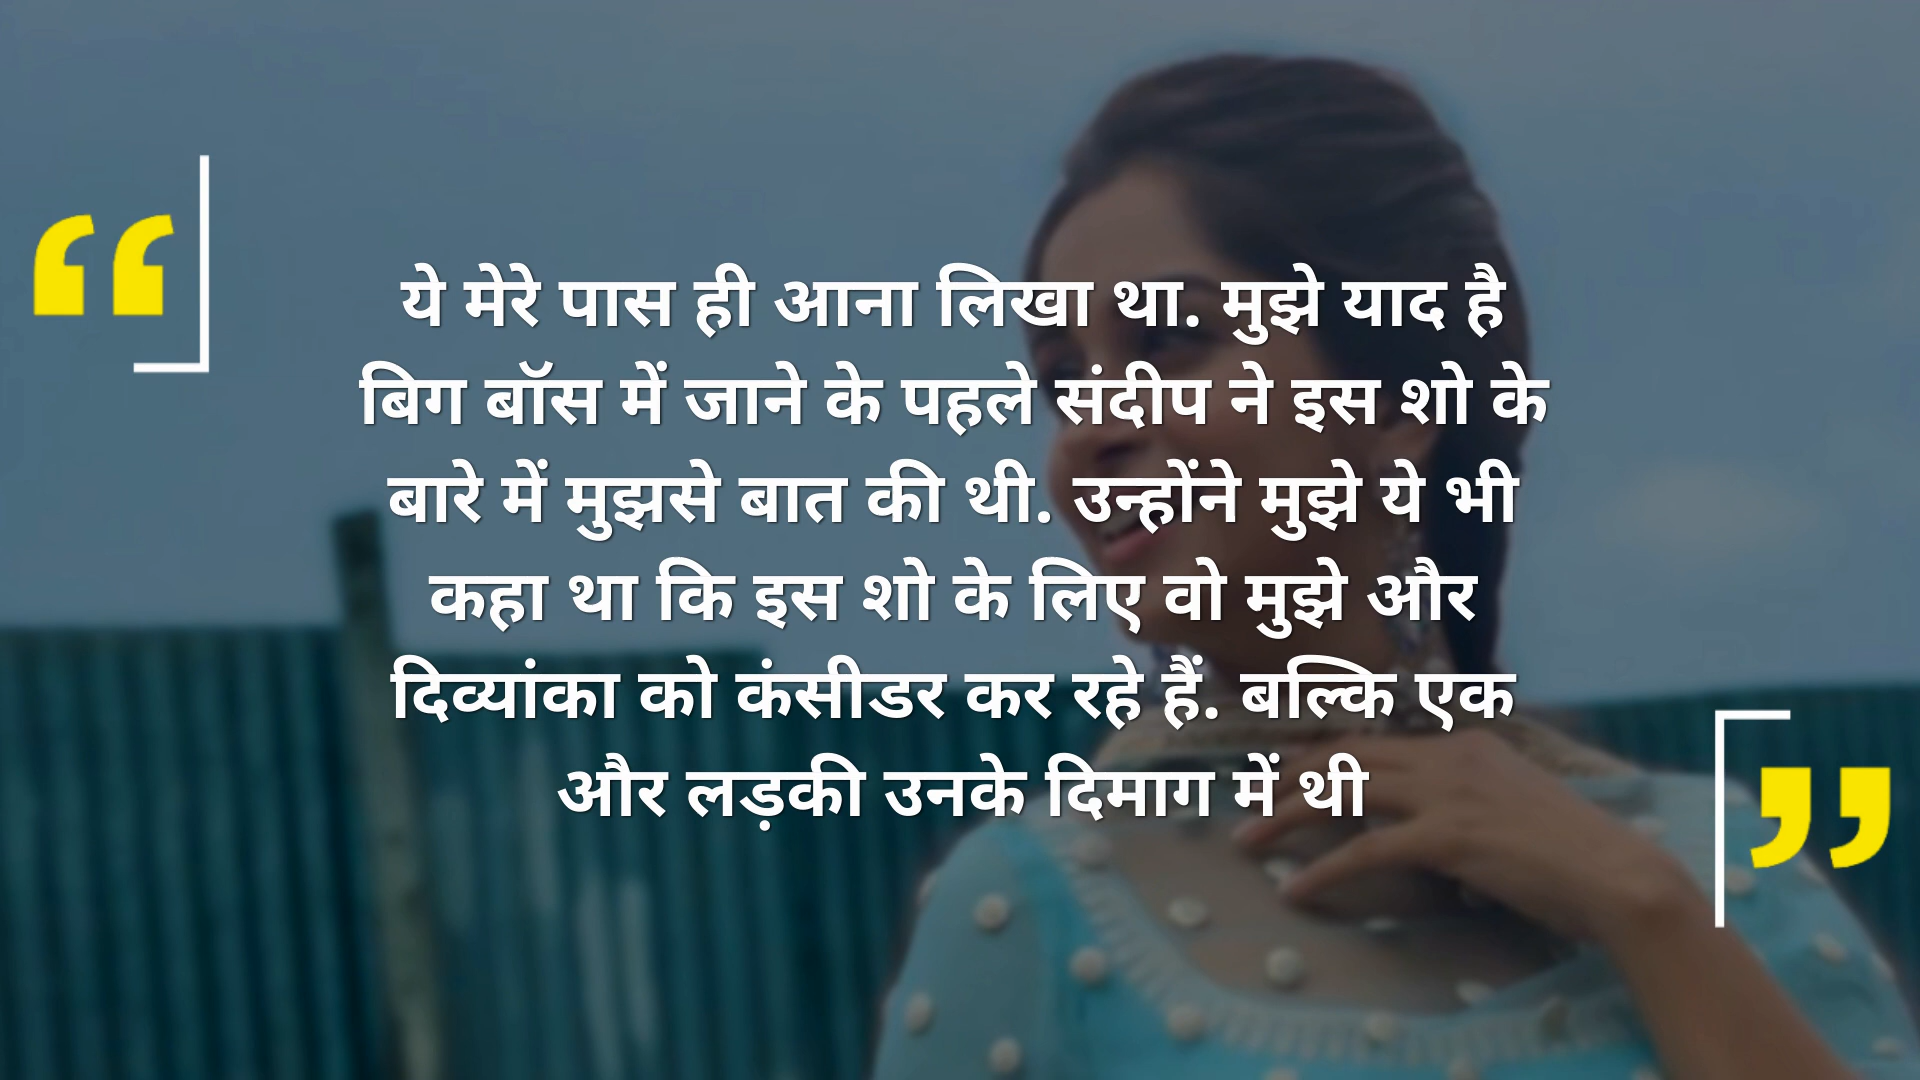 ये मेरे पास ही आना लिखा था. मुझे याद है
बिग बॉस में जाने के पहले संदीप ने इस शो के
बारे में मुझसे बात की थी. उन्होंने मुझे ये भी
कहा था कि इस शो के लिए वो मुझे और
दिव्यांका को कंसीडर कर रहे हैं. बल्कि एक
और लड़की उनके दिमाग में थी